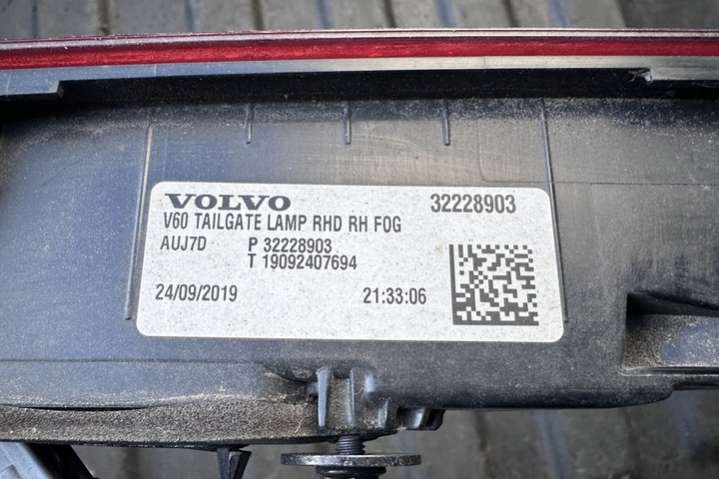 VOLVO 32228903
V60 TAILGATE LAMP RHD RH FOG
AUJ7D P 32228903
T 19092407694
24/09/2019 21:33:06